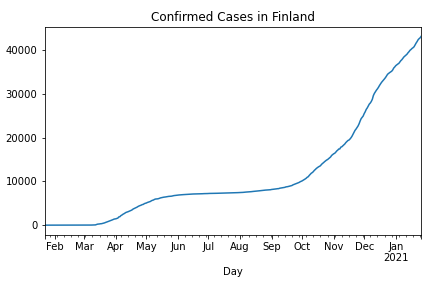 Confirmed Cases in Finland
40000
30000
20000
10000
0
Feb Mar Apr May Jun Jul Aug Sep Oct Nov Dec Jan
2021
Day